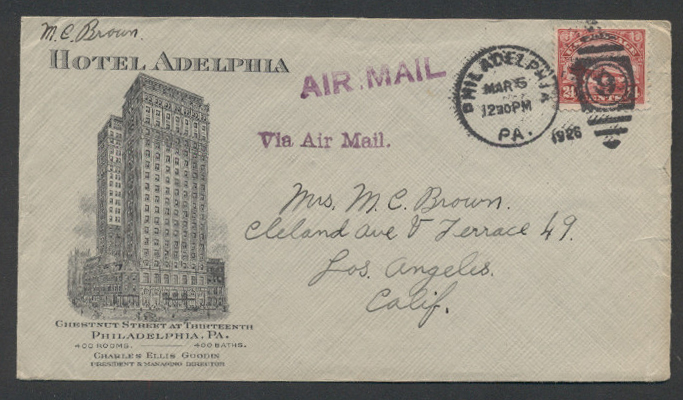 M. C. Brown.
HOTEL ADELPHIA
AIR MAIL
Via Air Mail.
PHILADELPHIA
MAR 5
12 30 PM
PA.
1926
9
CENTS
Mrs. M. C. Brown.
Cleland Ave & Terrace 49.
Los Angeles.
Calif.
CHESTNUT STREET AT THIRTEENTH
PHILADELPHIA, PA.
400 ROOMS. 400 BATHS.
CHARLES ELLIS GOODIN
PRESIDENT & MANAGING DIRECTOR